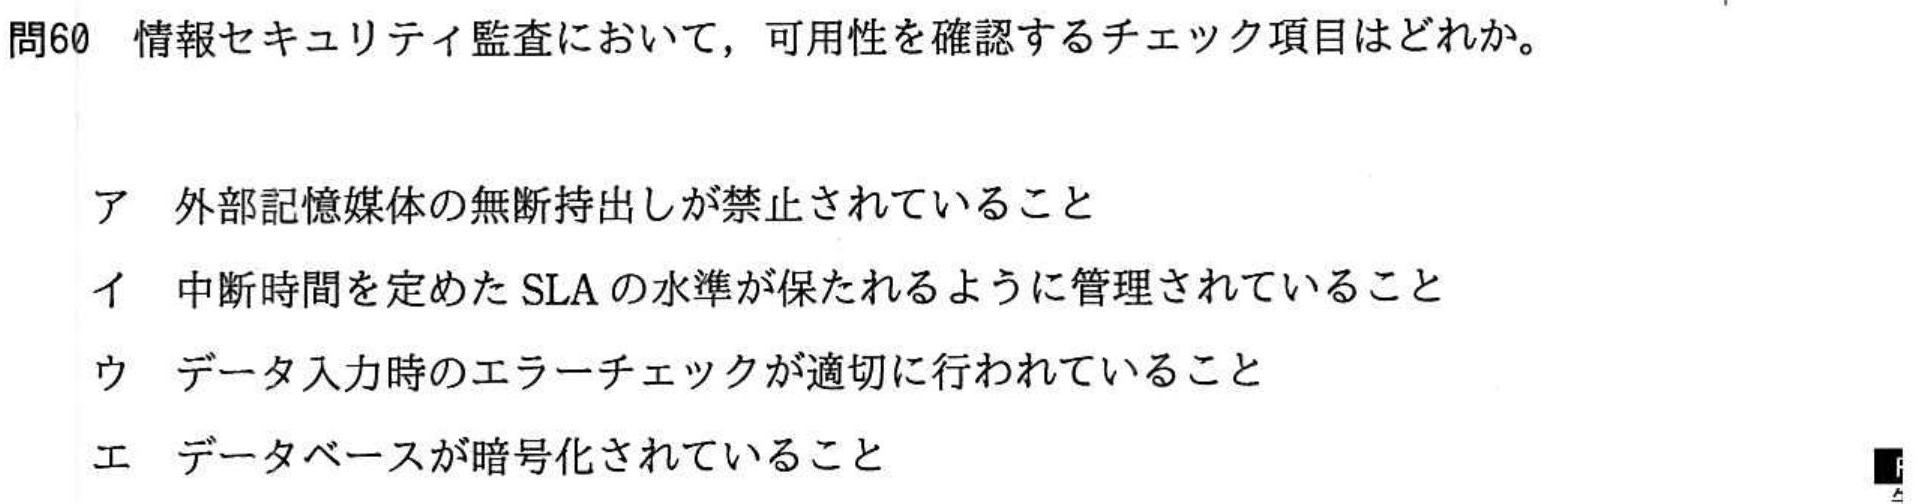 問60 情報セキュリティ監査において，可用性を確認するチェック項目はどれか。
ア 外部記憶媒体の無断持出しが禁止されていること
イ 中断時間を定めた SLA の水準が保たれるように管理されていること
ウ データ入力時のエラーチェックが適切に行われていること
エ データベースが暗号化されていること